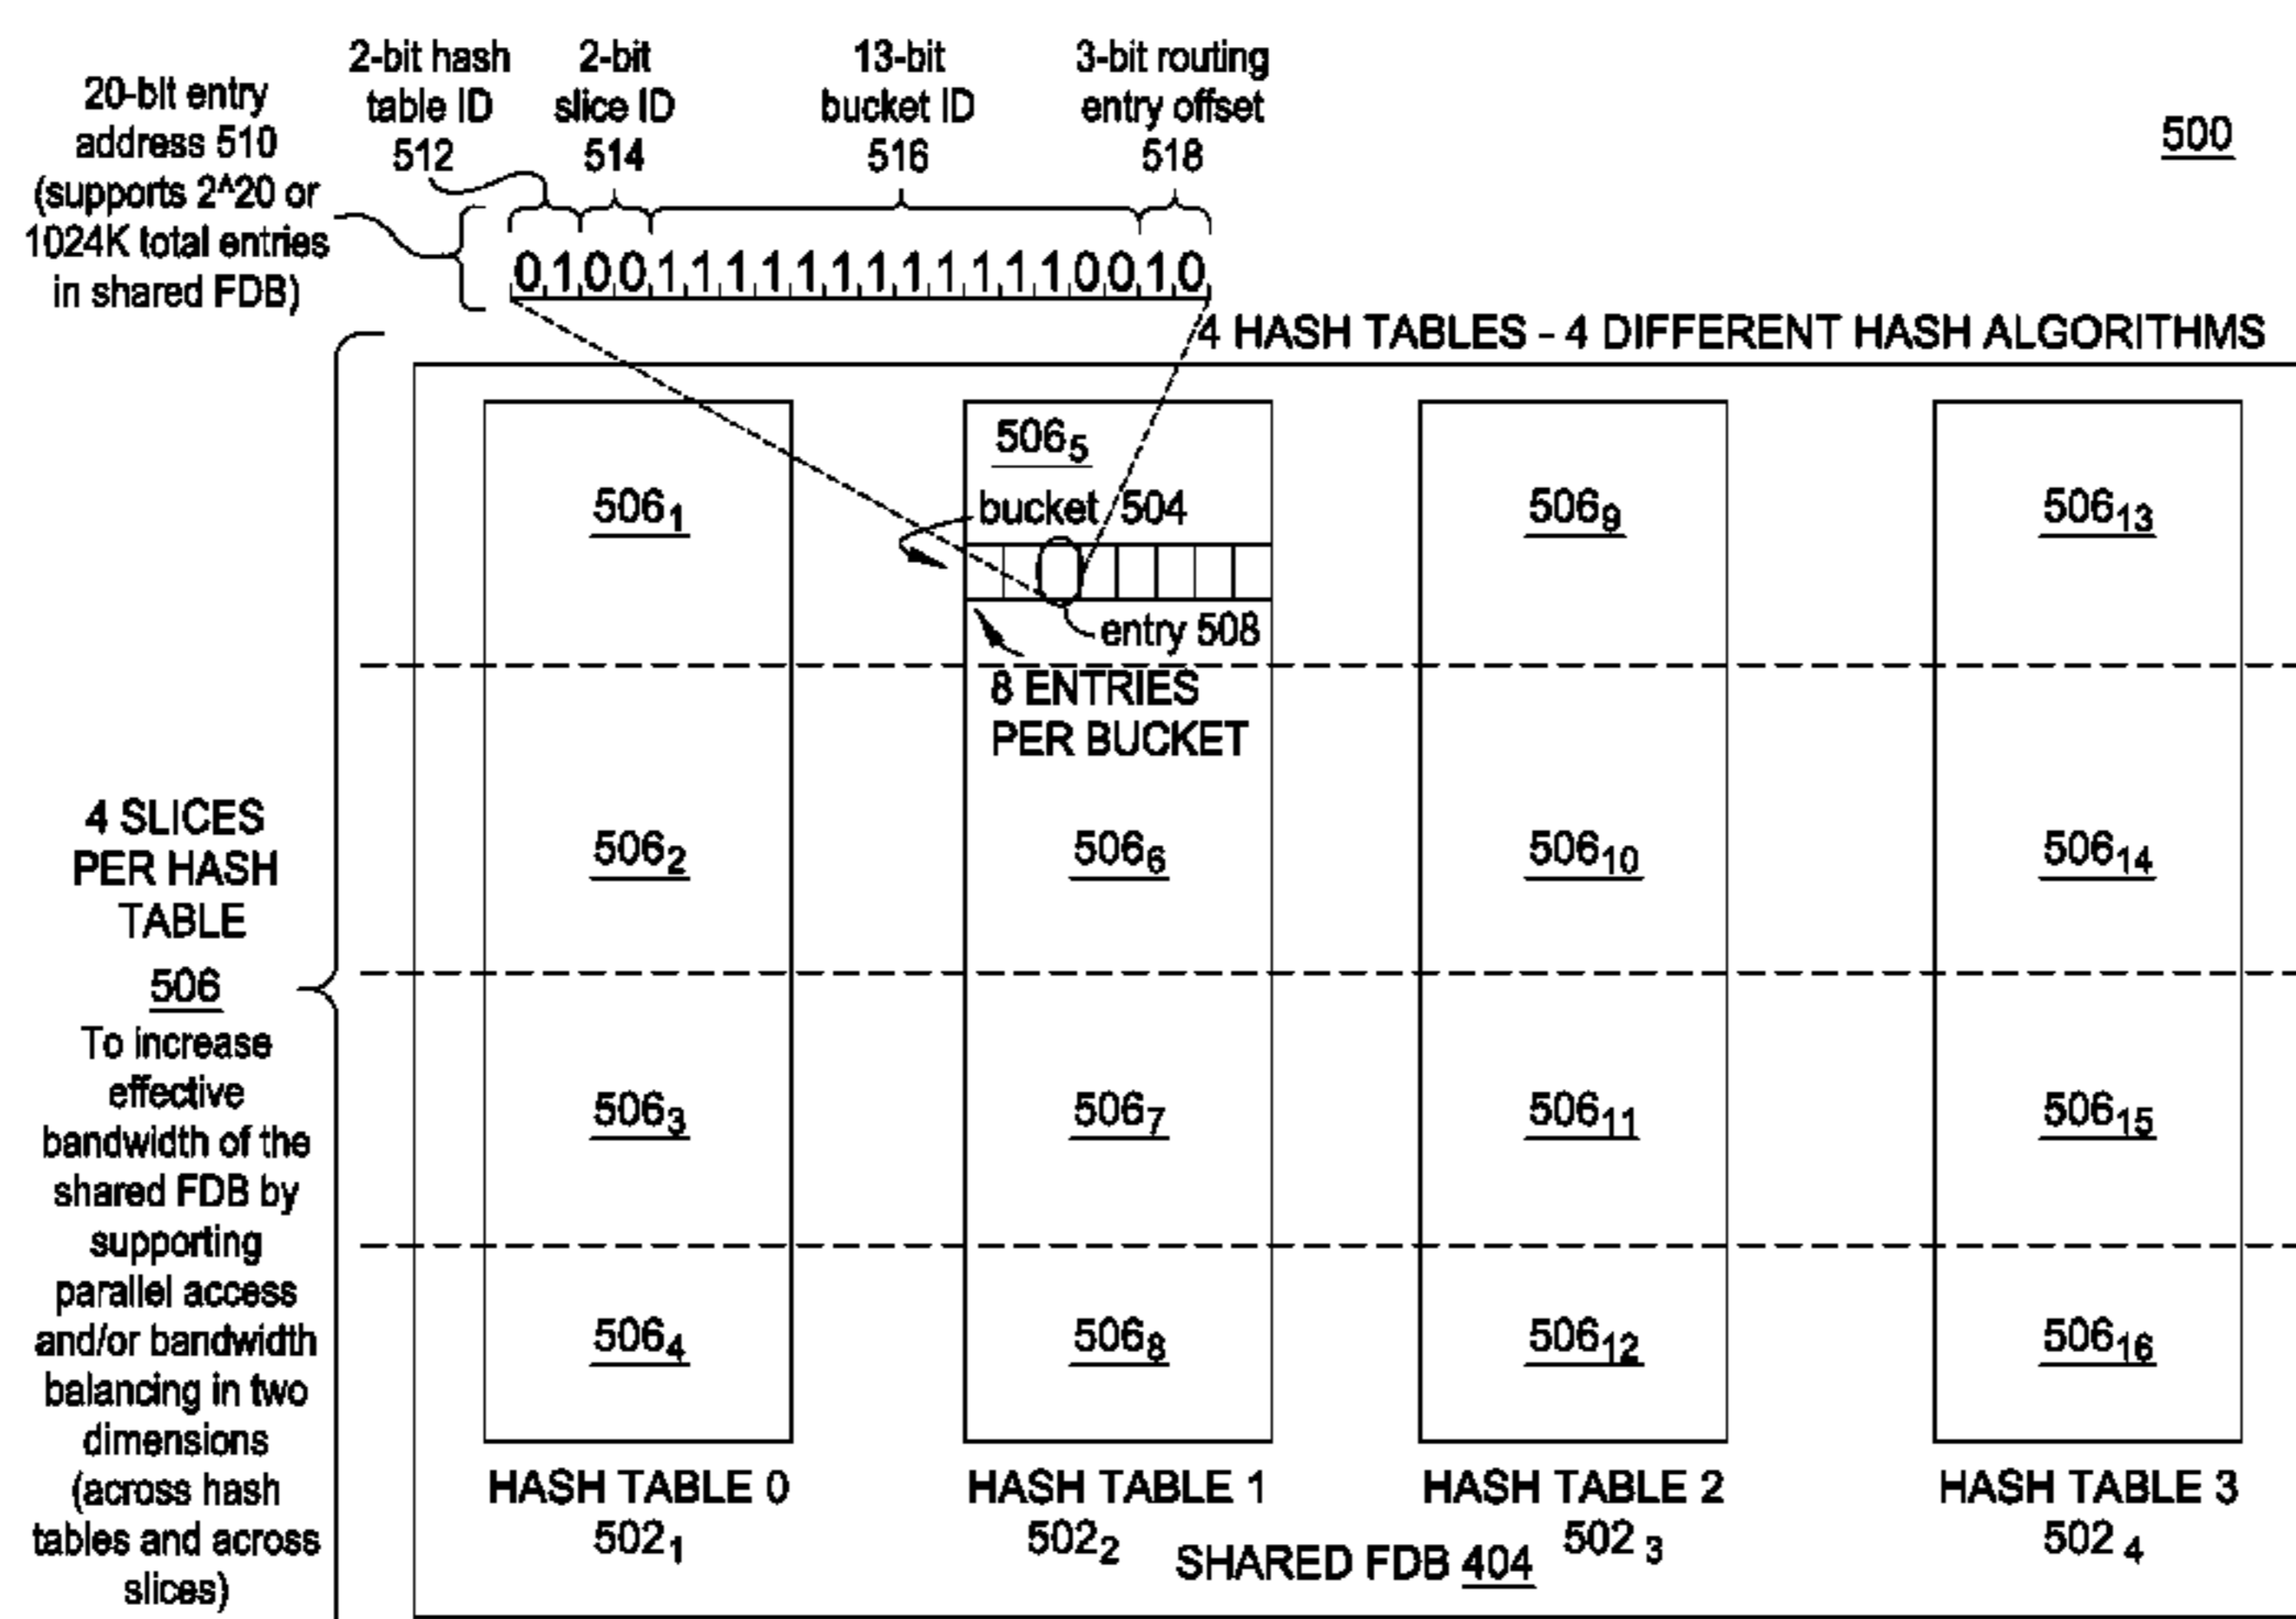 20-bit entry
address 510
(supports 2^20 or
1024K total entries
in shared FDB)
2-bit hash
table ID
512
2-bit
slice ID
514
13-bit
bucket ID
516
3-bit routing
entry offset
518
500
0 1 0 0 1 1 1 1 1 1 1 1 1 1 1 1 0 0 1 0
4 HASH TABLES - 4 DIFFERENT HASH ALGORITHMS
506₁
506₅
bucket 504
entry 508
8 ENTRIES
PER BUCKET
506₉
506₁₃
4 SLICES
PER HASH
TABLE
506
To increase
effective
bandwidth of the
shared FDB by
supporting
parallel access
and/or bandwidth
balancing in two
dimensions
(across hash
tables and across
slices)
506₂
506₆
506₁₀
506₁₄
506₃
506₇
506₁₁
506₁₅
506₄
506₈
506₁₂
506₁₆
HASH TABLE 0
502₁
HASH TABLE 1
502₂
HASH TABLE 2
502₃
HASH TABLE 3
502₄
SHARED FDB 404